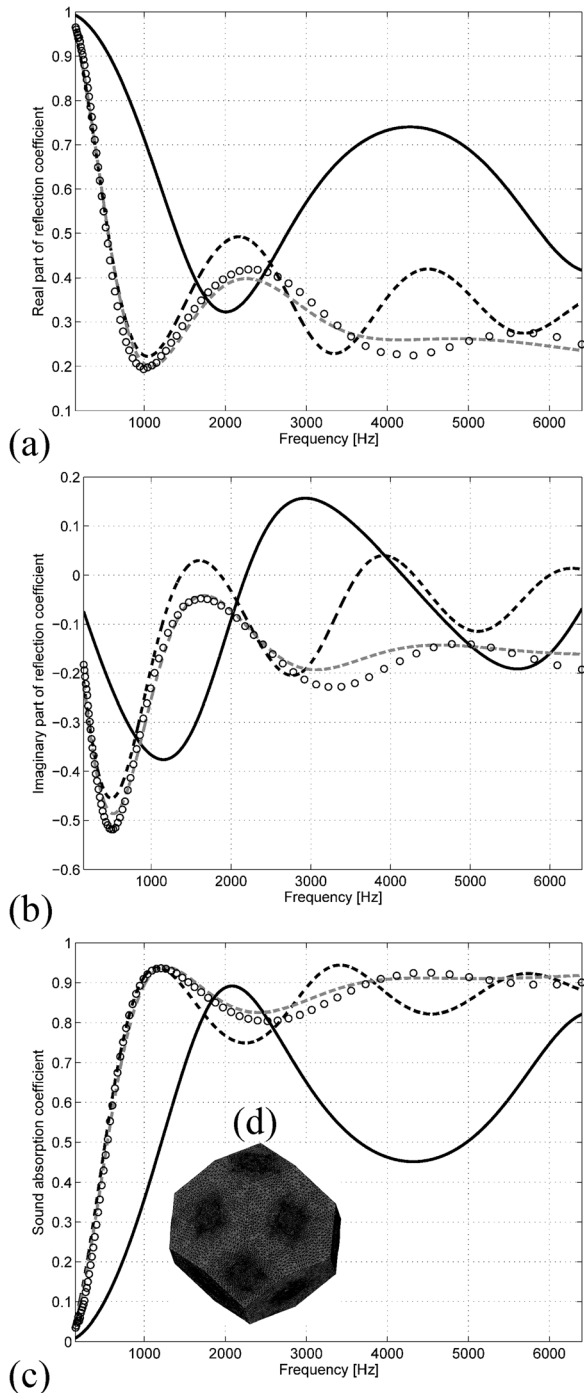 1
0.9
0.8
0.7
0.6
0.5
0.4
0.3
0.2
0.1
Real part of reflection coefficient
1000 2000 3000 4000 5000 6000
Frequency [Hz]
(a)
0.2
0.1
0
−0.1
−0.2
−0.3
−0.4
−0.5
−0.6
Imaginary part of reflection coefficient
1000 2000 3000 4000 5000 6000
Frequency [Hz]
(b)
1
0.9
0.8
0.7
0.6
0.5
0.4
0.3
0.2
0.1
0
Sound absorption coefficient
(d)
1000 2000 3000 4000 5000 6000
Frequency [Hz]
(c)